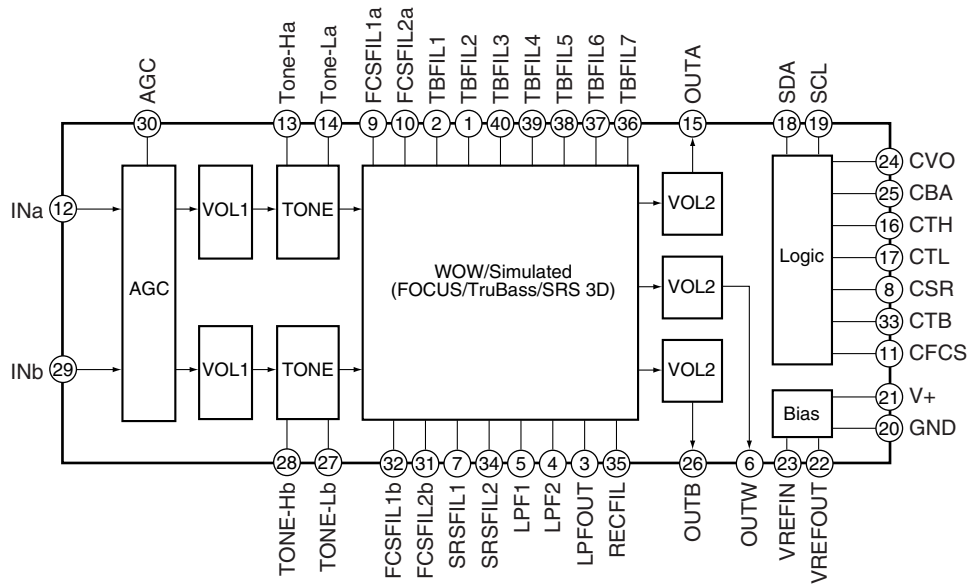 AGC
Tone-Ha
Tone-La
FCSFIL1a
FCSFIL2a
TBFIL1
TBFIL2
TBFIL3
TBFIL4
TBFIL5
TBFIL6
TBFIL7
OUTA
SDA
SCL
30
13
14
9
10
2
1
40
39
38
37
36
15
18
19
INa
12
AGC
VOL1
TONE
WOW/Simulated
(FOCUS/TruBass/SRS 3D)
VOL2
Logic
24
CVO
25
CBA
16
CTH
17
CTL
8
CSR
33
CTB
11
CFCS
VOL2
INb
29
VOL1
TONE
VOL2
Bias
21
V+
20
GND
28
27
32
31
7
34
5
4
3
35
26
6
23
22
TONE-Hb
TONE-Lb
FCSFIL1b
FCSFIL2b
SRSFIL1
SRSFIL2
LPF1
LPF2
LPFOUT
RECFIL
OUTB
OUTW
VREFIN
VREFOUT